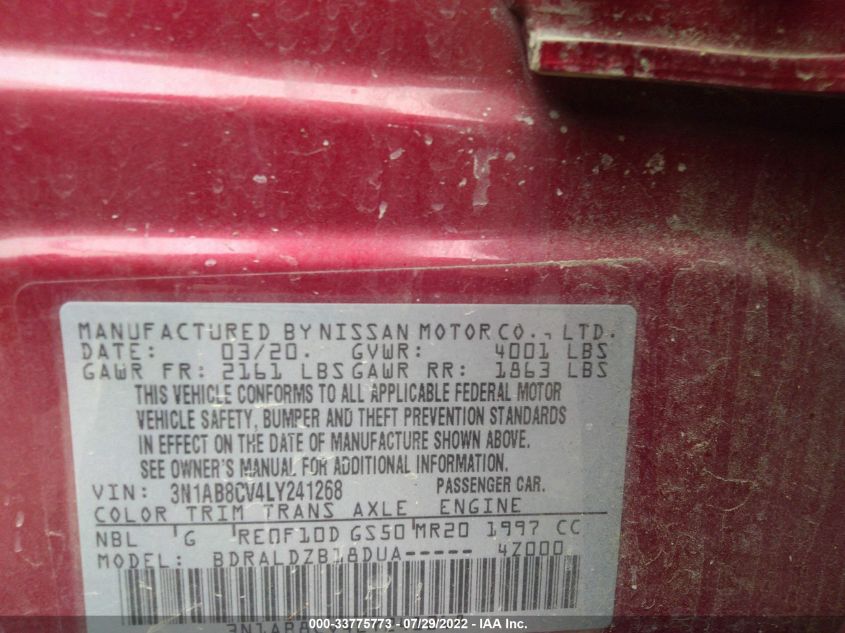 MANUFACTURED BY NISSAN MOTOR CO., LTD.
DATE: 03/20. GVWR: 4001 LBS
GAWR FR: 2161 LBS GAWR RR: 1863 LBS
THIS VEHICLE CONFORMS TO ALL APPLICABLE FEDERAL MOTOR
VEHICLE SAFETY, BUMPER AND THEFT PREVENTION STANDARDS
IN EFFECT ON THE DATE OF MANUFACTURE SHOWN ABOVE.
SEE OWNER'S MANUAL FOR ADDITIONAL INFORMATION.
VIN: 3N1AB8CV4LY241268 PASSENGER CAR.
COLOR TRIM TRANS AXLE ENGINE
NBL G RE0F10D GS50 MR20 1997 CC
MODEL: BDRALDZB18DUA----- 4Z000
000-33775773 - 07/29/2022 - IAA Inc.